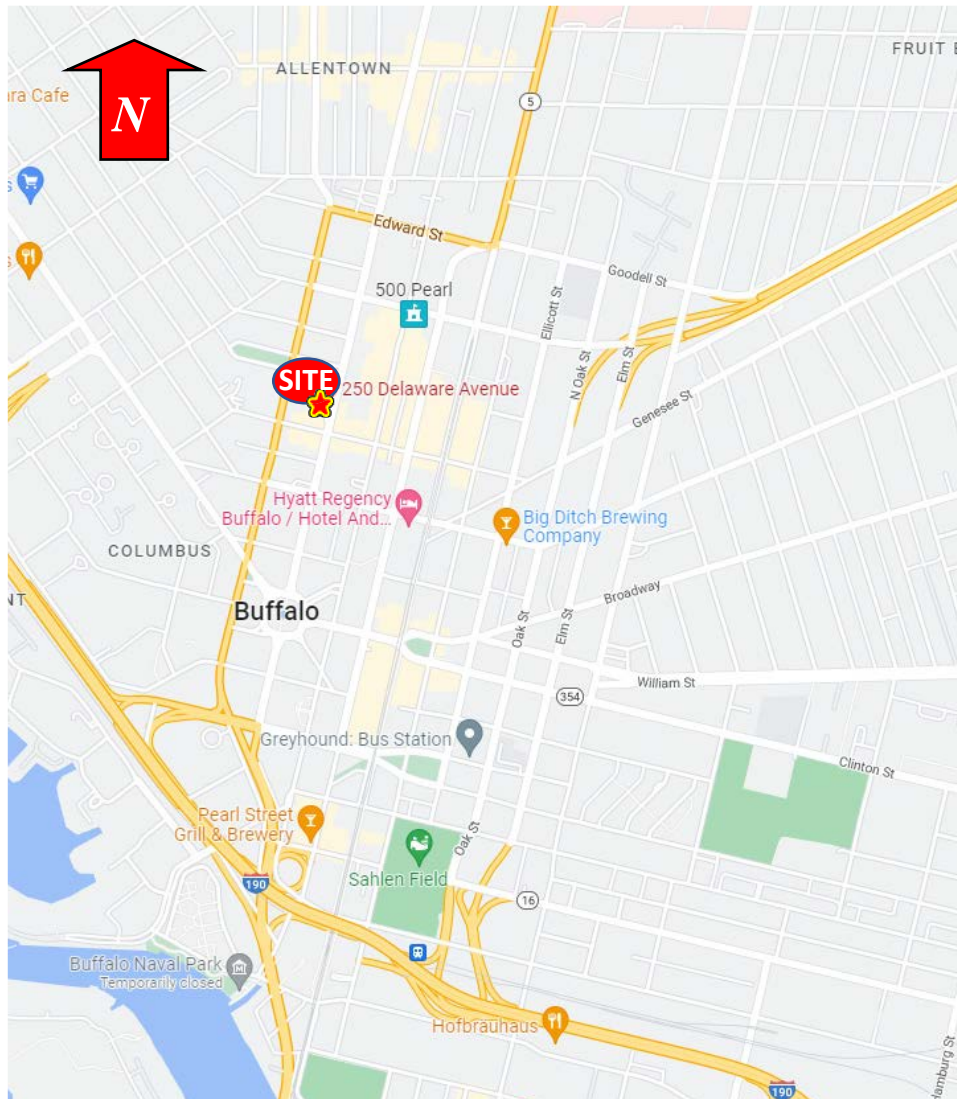 ALLENTOWN
FRUIT
ara Cafe
N
5
Edward St
Goodell St
500 Pearl
Ellicott St
N Oak St
Elm St
SITE
250 Delaware Avenue
Genesee St
Hyatt Regency
Buffalo / Hotel And...
Big Ditch Brewing
Company
COLUMBUS
NT
Buffalo
Broadway
Oak St
Elm St
William St
354
Greyhound: Bus Station
Clinton St
Pearl Street
Grill & Brewery
Oak St
Sahlen Field
190
16
Buffalo Naval Park
Temporarily closed
Hofbrauhaus
Hamburg St
190